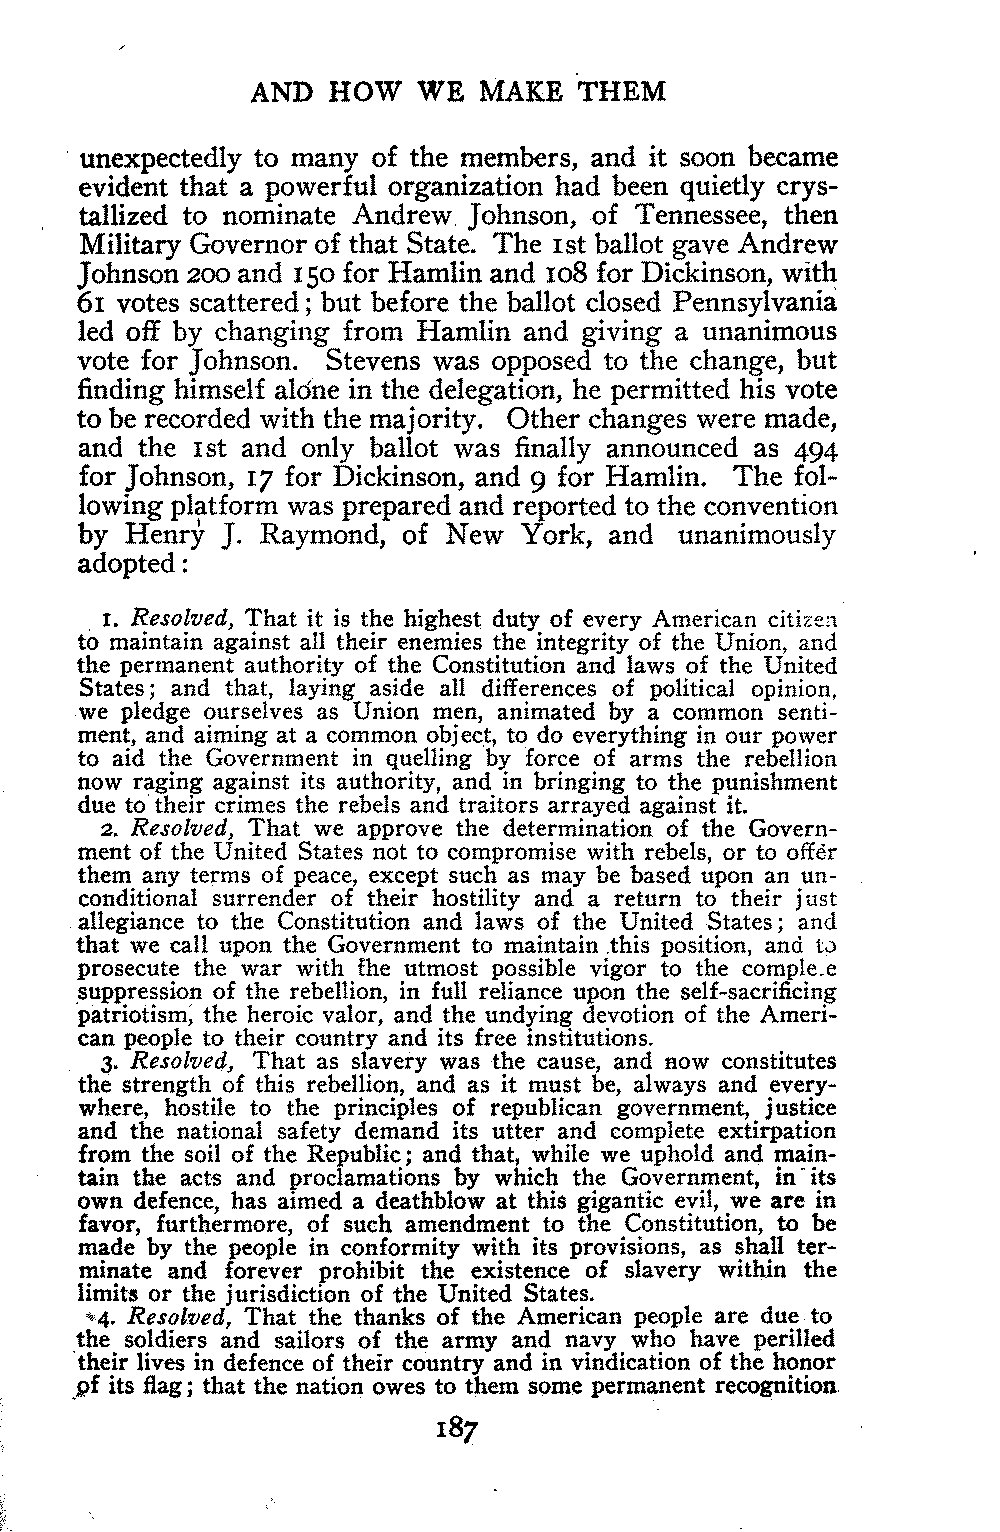 AND HOW WE MAKE THEM
unexpectedly to many of the members, and it soon became
evident that a powerful organization had been quietly crys-
tallized to nominate Andrew Johnson, of Tennessee, then
Military Governor of that State. The 1st ballot gave Andrew
Johnson 200 and 150 for Hamlin and 108 for Dickinson, with
61 votes scattered; but before the ballot closed Pennsylvania
led off by changing from Hamlin and giving a unanimous
vote for Johnson. Stevens was opposed to the change, but
finding himself alone in the delegation, he permitted his vote
to be recorded with the majority. Other changes were made,
and the 1st and only ballot was finally announced as 494
for Johnson, 17 for Dickinson, and 9 for Hamlin. The fol-
lowing platform was prepared and reported to the convention
by Henry J. Raymond, of New York, and unanimously
adopted:
1. Resolved, That it is the highest duty of every American citizen
to maintain against all their enemies the integrity of the Union, and
the permanent authority of the Constitution and laws of the United
States; and that, laying aside all differences of political opinion,
we pledge ourselves as Union men, animated by a common senti-
ment, and aiming at a common object, to do everything in our power
to aid the Government in quelling by force of arms the rebellion
now raging against its authority, and in bringing to the punishment
due to their crimes the rebels and traitors arrayed against it.
2. Resolved, That we approve the determination of the Govern-
ment of the United States not to compromise with rebels, or to offer
them any terms of peace, except such as may be based upon an un-
conditional surrender of their hostility and a return to their just
allegiance to the Constitution and laws of the United States; and
that we call upon the Government to maintain this position, and to
prosecute the war with the utmost possible vigor to the complete
suppression of the rebellion, in full reliance upon the self-sacrificing
patriotism, the heroic valor, and the undying devotion of the Ameri-
can people to their country and its free institutions.
3. Resolved, That as slavery was the cause, and now constitutes
the strength of this rebellion, and as it must be, always and every-
where, hostile to the principles of republican government, justice
and the national safety demand its utter and complete extirpation
from the soil of the Republic; and that, while we uphold and main-
tain the acts and proclamations by which the Government, in its
own defence, has aimed a deathblow at this gigantic evil, we are in
favor, furthermore, of such amendment to the Constitution, to be
made by the people in conformity with its provisions, as shall ter-
minate and forever prohibit the existence of slavery within the
limits or the jurisdiction of the United States.
4. Resolved, That the thanks of the American people are due to
the soldiers and sailors of the army and navy who have perilled
their lives in defence of their country and in vindication of the honor
of its flag; that the nation owes to them some permanent recognition
187